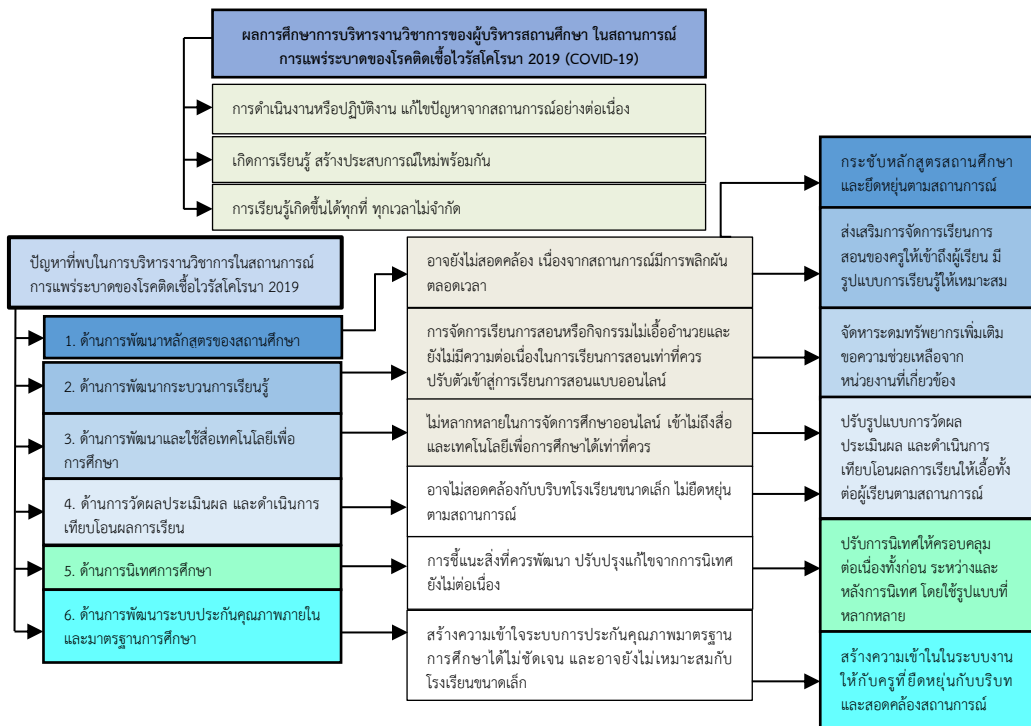 ผลการศึกษาการบริหารงานวิชาการของผู้บริหารสถานศึกษา ในสถานการณ์
การแพร่ระบาดของโรคติดเชื้อไวรัสโคโรนา 2019 (COVID-19)
การดำเนินงานหรือปฏิบัติงาน แก้ไขปัญหาจากสถานการณ์อย่างต่อเนื่อง
เกิดการเรียนรู้ สร้างประสบการณ์ใหม่พร้อมกัน
การเรียนรู้เกิดขึ้นได้ทุกที่ ทุกเวลาไม่จำกัด
ปัญหาที่พบในการบริหารงานวิชาการในสถานการณ์
การแพร่ระบาดของโรคติดเชื้อไวรัสโคโรนา 2019
1. ด้านการพัฒนาหลักสูตรของสถานศึกษา
2. ด้านการพัฒนากระบวนการเรียนรู้
3. ด้านการพัฒนาและใช้สื่อเทคโนโลยีเพื่อ
การศึกษา
4. ด้านการวัดผลประเมินผล และดำเนินการ
เทียบโอนผลการเรียน
5. ด้านการนิเทศการศึกษา
6. ด้านการพัฒนาระบบประกันคุณภาพภายใน
และมาตรฐานการศึกษา
อาจยังไม่สอดคล้อง เนื่องจากสถานการณ์มีการพลิกผัน
ตลอดเวลา
การจัดการเรียนการสอนหรือกิจกรรมไม่เอื้ออำนวยและ
ยังไม่มีความต่อเนื่องในการเรียนการสอนเท่าที่ควร
ปรับตัวเข้าสู่การเรียนการสอนแบบออนไลน์
ไม่หลากหลายในการจัดการศึกษาออนไลน์ เข้าไม่ถึงสื่อ
และเทคโนโลยีเพื่อการศึกษาได้เท่าที่ควร
อาจไม่สอดคล้องกับบริบทโรงเรียนขนาดเล็ก ไม่ยืดหยุ่น
ตามสถานการณ์
การชี้แนะสิ่งที่ควรพัฒนา ปรับปรุงแก้ไขจากการนิเทศ
ยังไม่ต่อเนื่อง
สร้างความเข้าใจระบบการประกันคุณภาพมาตรฐาน
การศึกษาได้ไม่ชัดเจน และอาจยังไม่เหมาะสมกับ
โรงเรียนขนาดเล็ก
กระชับหลักสูตรสถานศึกษา
และยืดหยุ่นตามสถานการณ์
ส่งเสริมการจัดการเรียนการ
สอนของครูให้เข้าถึงผู้เรียน มี
รูปแบบการเรียนรู้ให้เหมาะสม
จัดหาระดมทรัพยากรเพิ่มเติม
ขอความช่วยเหลือจาก
หน่วยงานที่เกี่ยวข้อง
ปรับรูปแบบการวัดผล
ประเมินผล และดำเนินการ
เทียบโอนผลการเรียนให้เอื้อทั้ง
ต่อผู้เรียนตามสถานการณ์
ปรับการนิเทศให้ครอบคลุม
ต่อเนื่องทั้งก่อน ระหว่างและ
หลังการนิเทศ โดยใช้รูปแบบที่
หลากหลาย
สร้างความเข้าในในระบบงาน
ให้กับครูที่ยืดหยุ่นกับบริบท
และสอดคล้องสถานการณ์